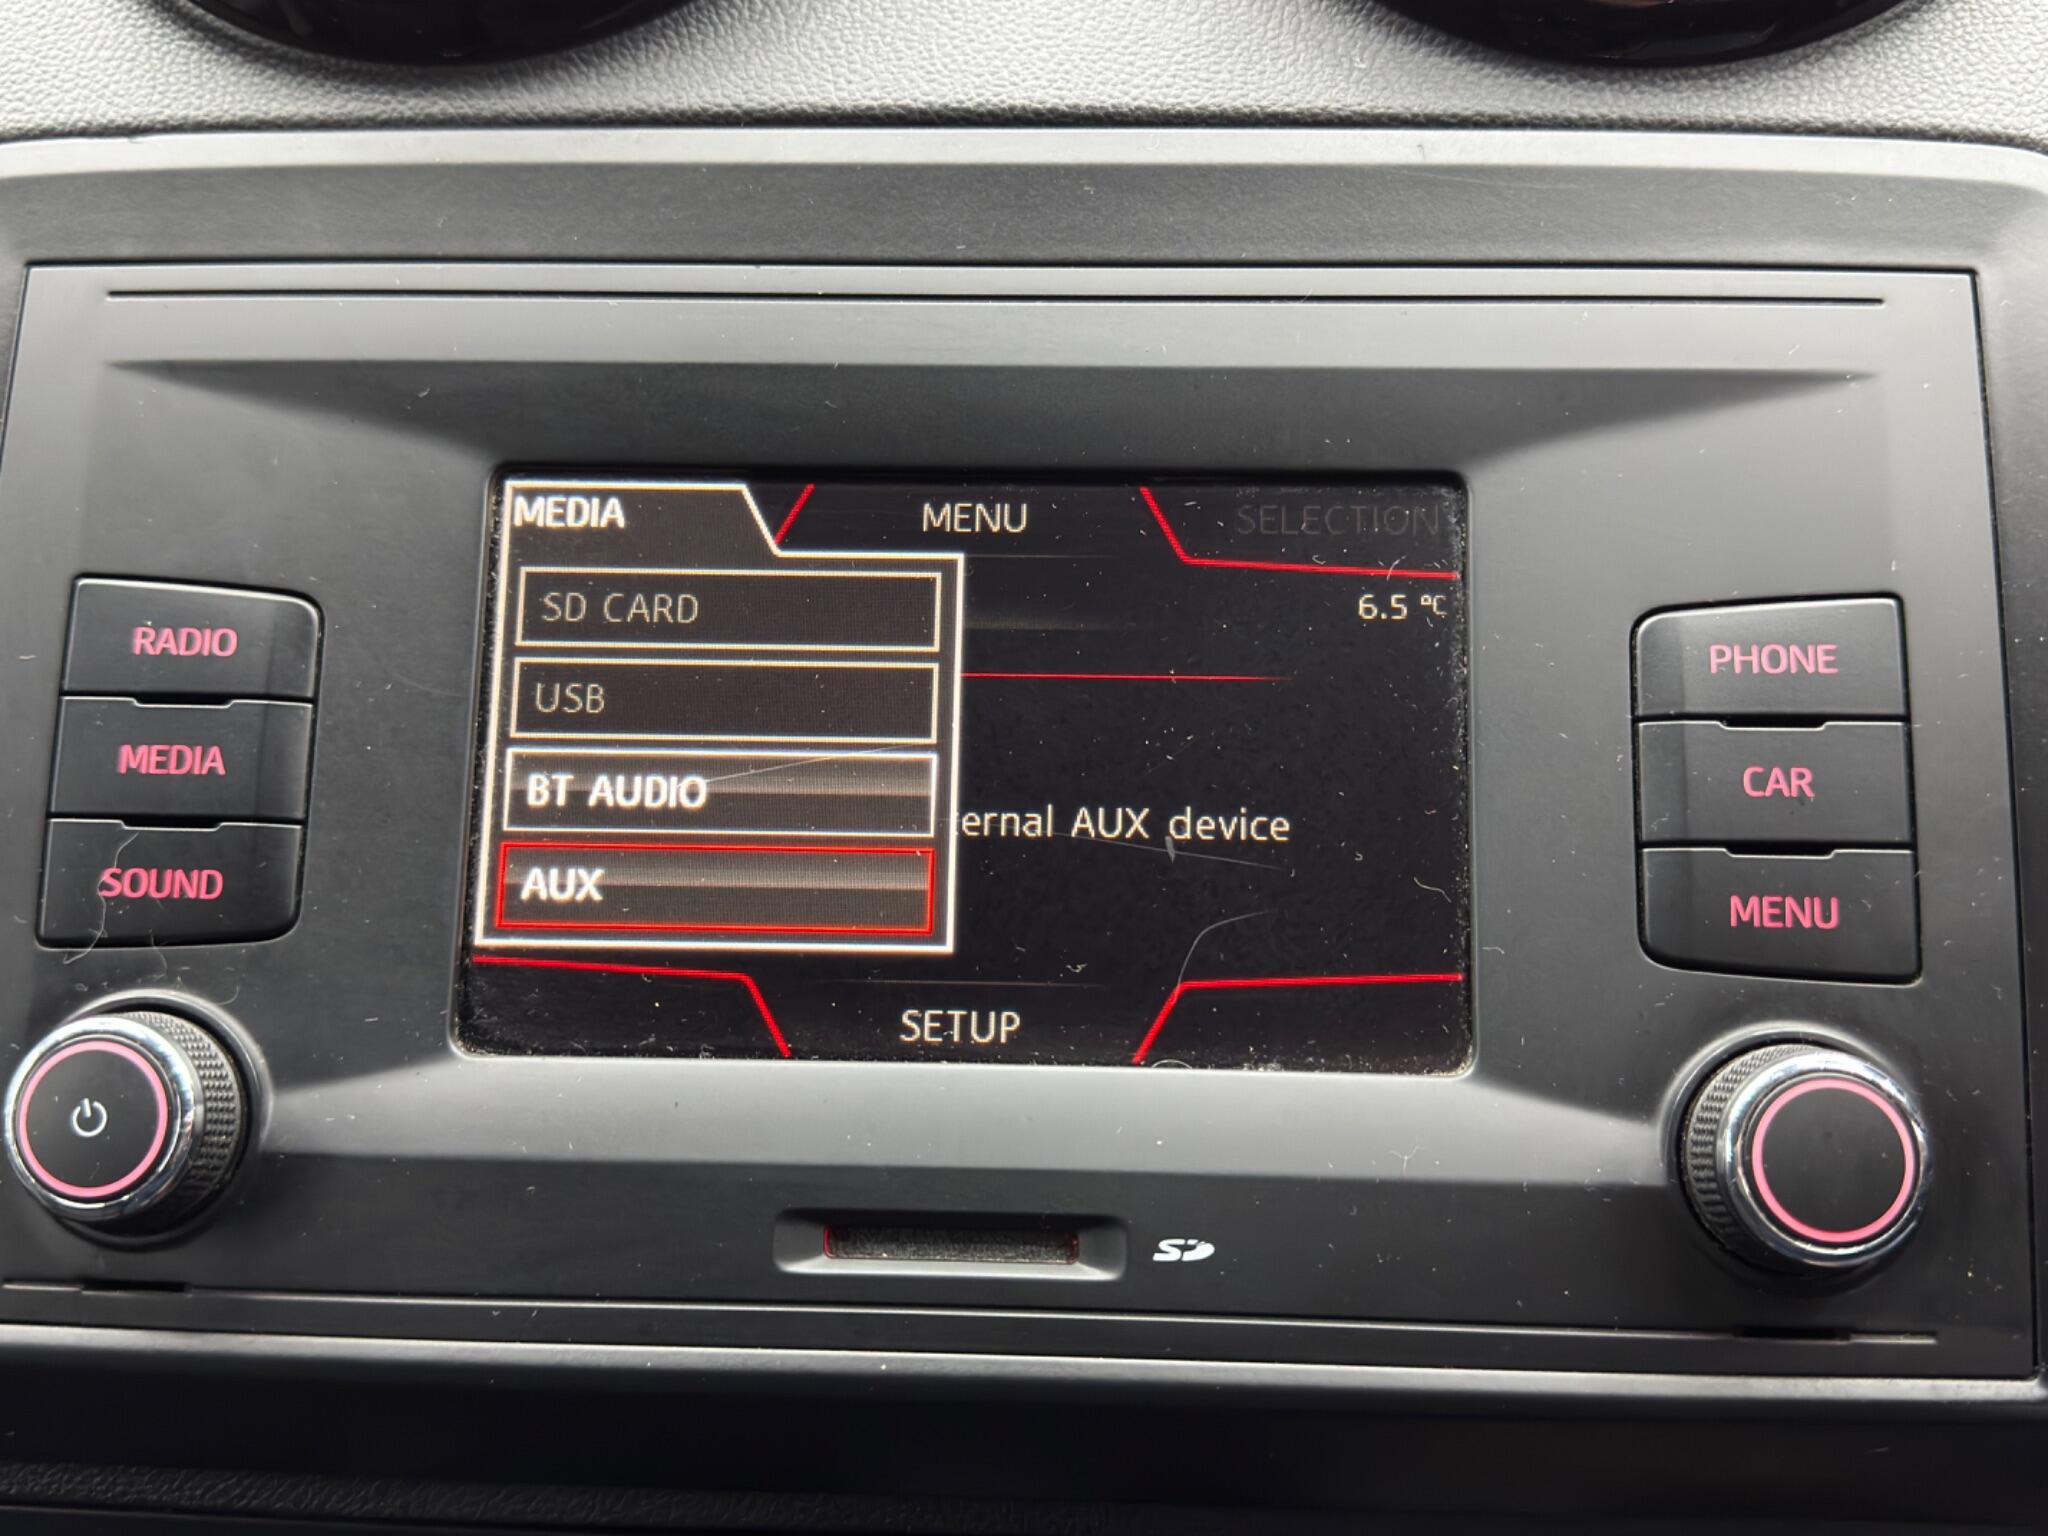 MEDIA
MENU
SELECTION
6.5 °C
SD CARD
USB
BT AUDIO
AUX
ernal AUX device
SETUP
RADIO
MEDIA
SOUND
PHONE
CAR
MENU
SD